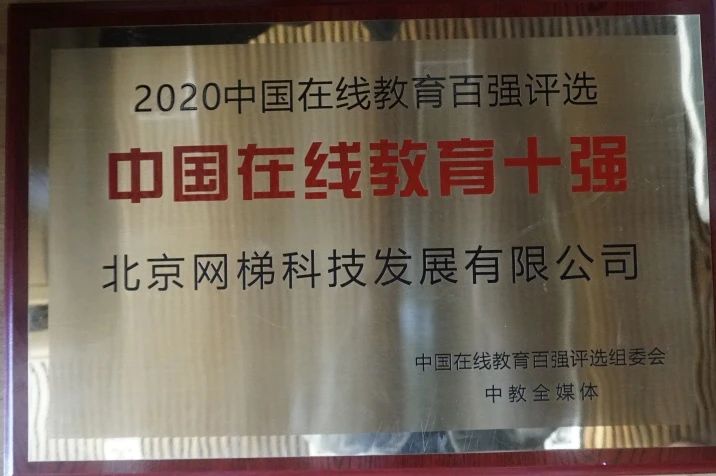 2020中国在线教育百强评选
中国在线教育十强
北京网梯科技发展有限公司
中国在线教育百强评选组委会
中教全媒体